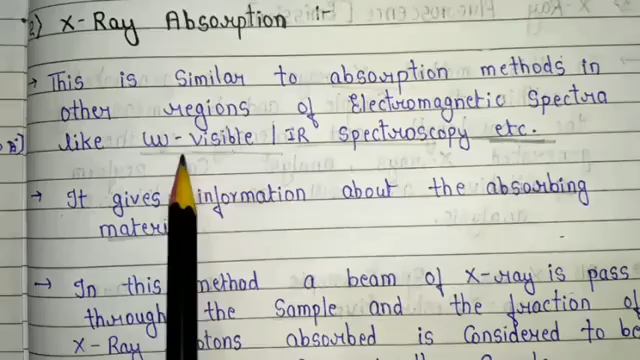 2) X-Ray Absorption :-
→ This is similar to absorption methods in
other regions of Electromagnetic Spectra
like UV-Visible / IR Spectroscopy etc.
→ It gives information about the absorbing
→ In this method a beam of X-ray is pass
through the Sample and the fraction of
X-Ray absorbed is Considered to be